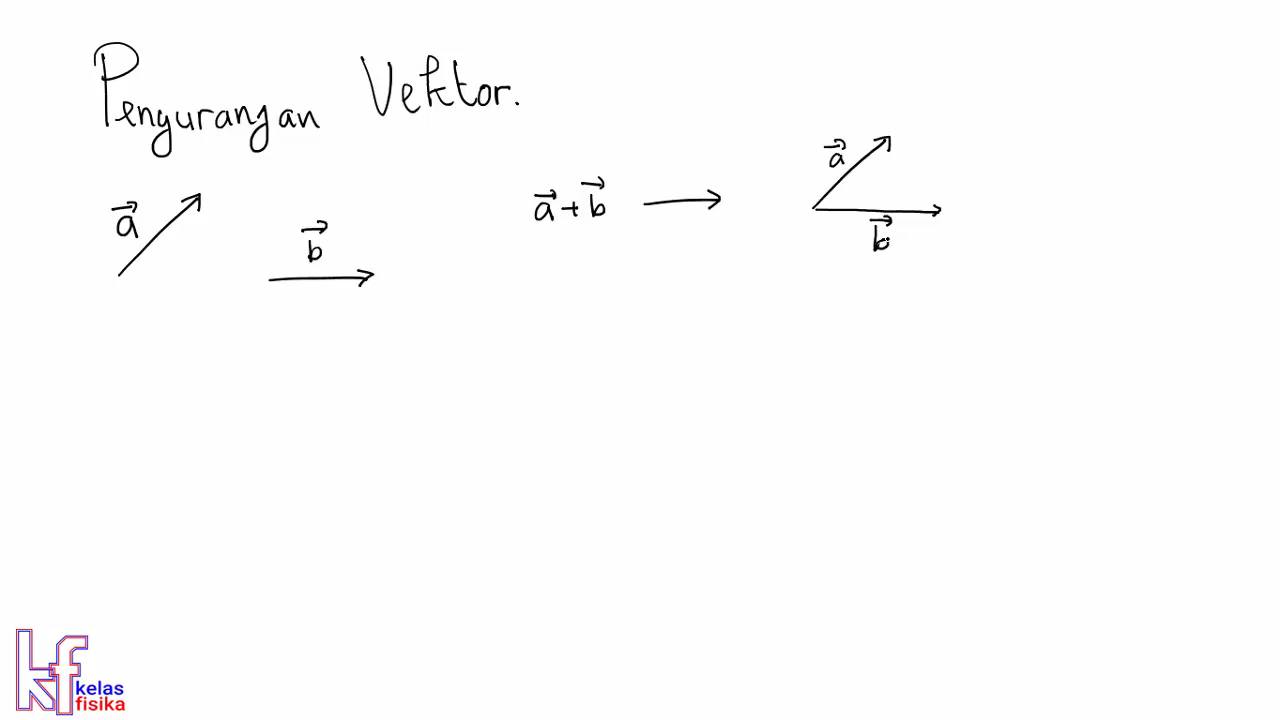 Pengurangan Vektor.
a⃗
b⃗
a⃗ + b⃗ →
a⃗
b⃗
kf kelas
fisika